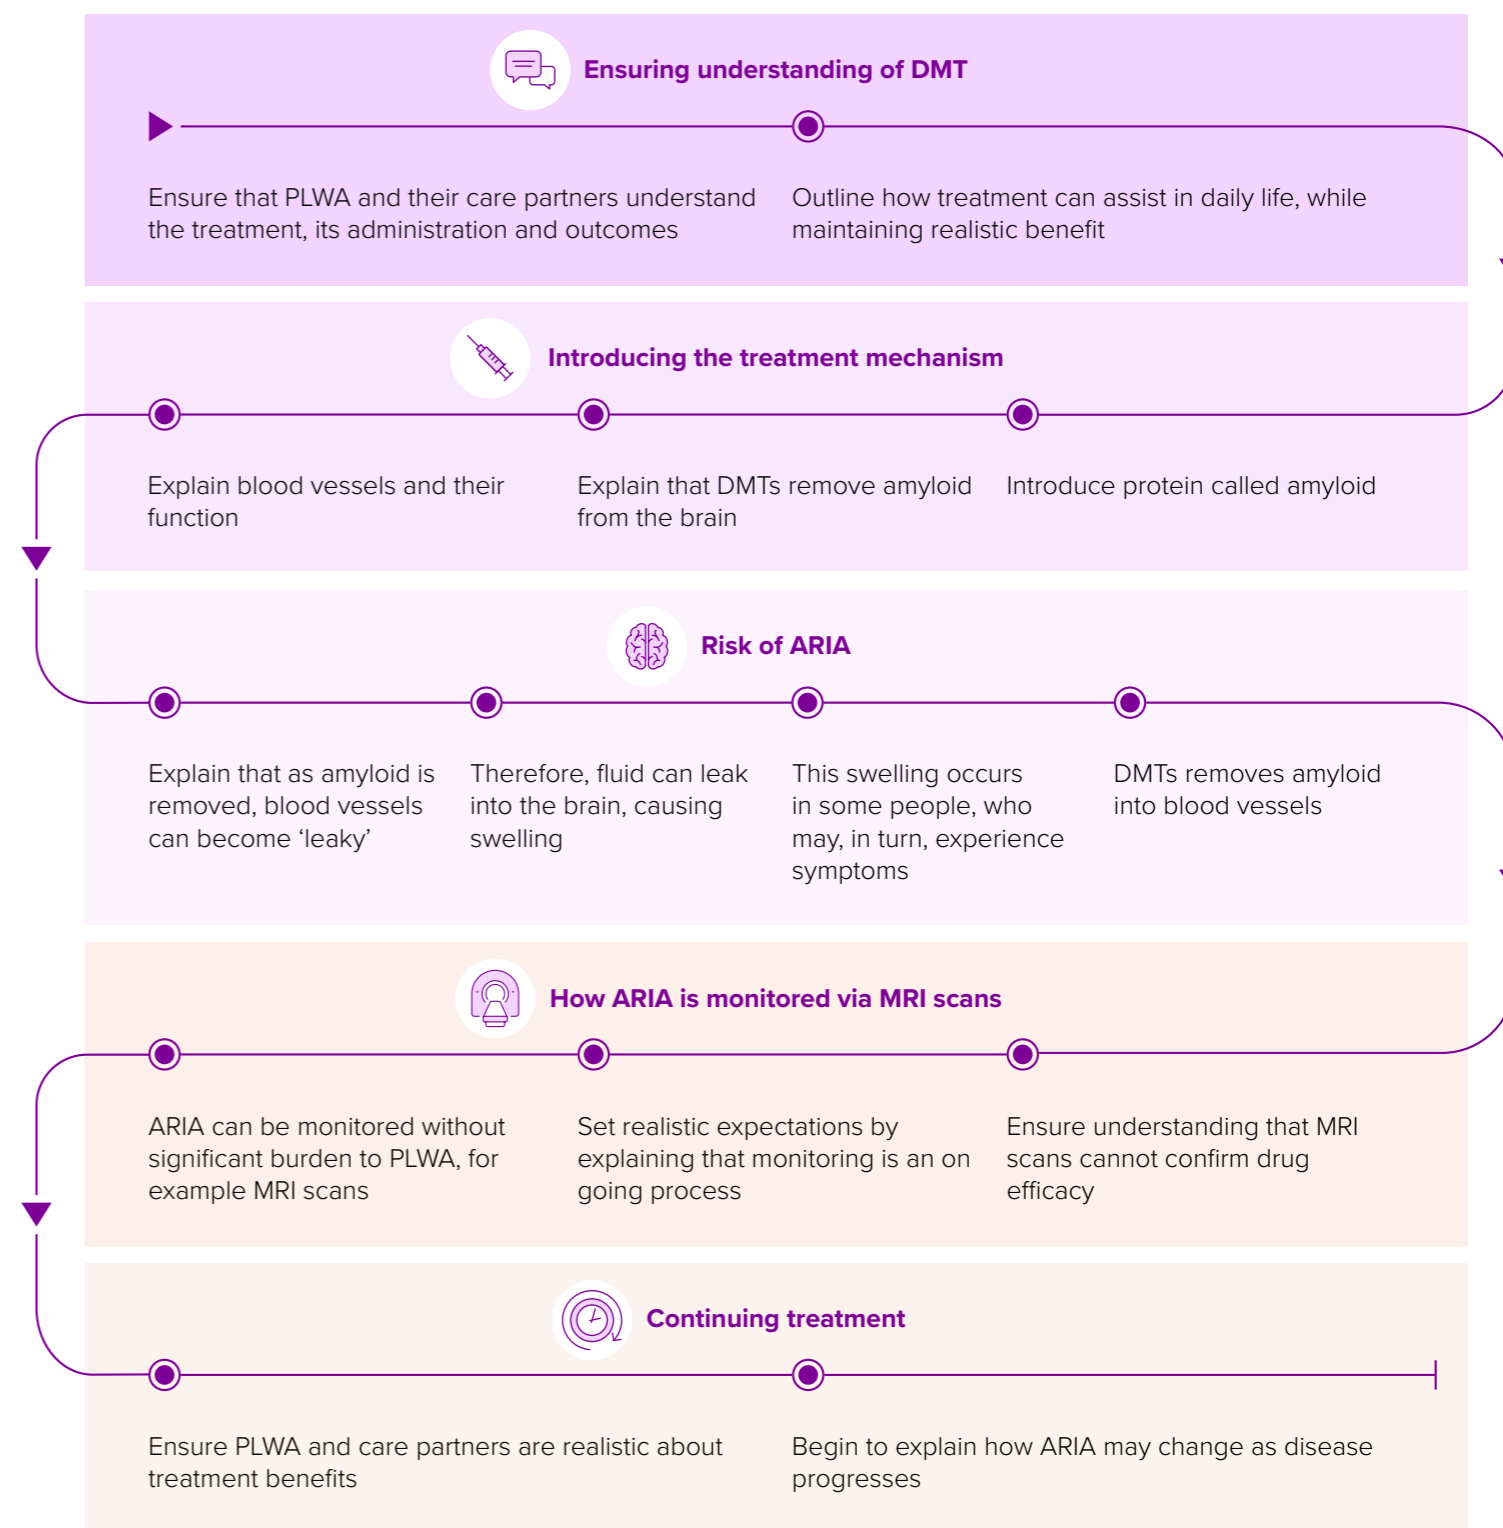 Ensuring understanding of DMT
Ensure that PLWA and their care partners understand
the treatment, its administration and outcomes
Outline how treatment can assist in daily life, while
maintaining realistic benefit
Introducing the treatment mechanism
Explain blood vessels and their
function
Explain that DMTs remove amyloid
from the brain
Introduce protein called amyloid
Risk of ARIA
Explain that as amyloid is
removed, blood vessels
can become ‘leaky’
Therefore, fluid can leak
into the brain, causing
swelling
This swelling occurs
in some people, who
may, in turn, experience
symptoms
DMTs removes amyloid
into blood vessels
How ARIA is monitored via MRI scans
ARIA can be monitored without
significant burden to PLWA, for
example MRI scans
Set realistic expectations by
explaining that monitoring is an on
going process
Ensure understanding that MRI
scans cannot confirm drug
efficacy
Continuing treatment
Ensure PLWA and care partners are realistic about
treatment benefits
Begin to explain how ARIA may change as disease
progresses